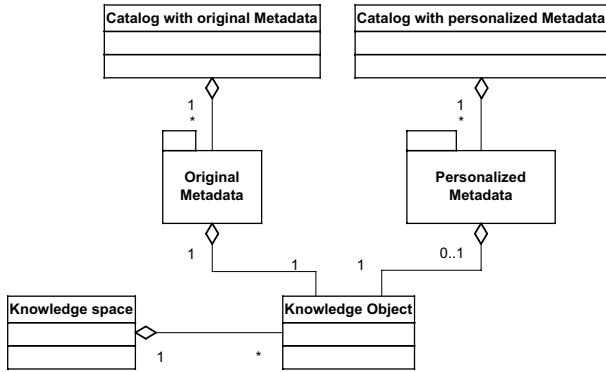 Catalog with original Metadata
Catalog with personalized Metadata
1
*
1
*
Original
Metadata
Personalized
Metadata
1
1
1
0..1
Knowledge space
Knowledge Object
1
*